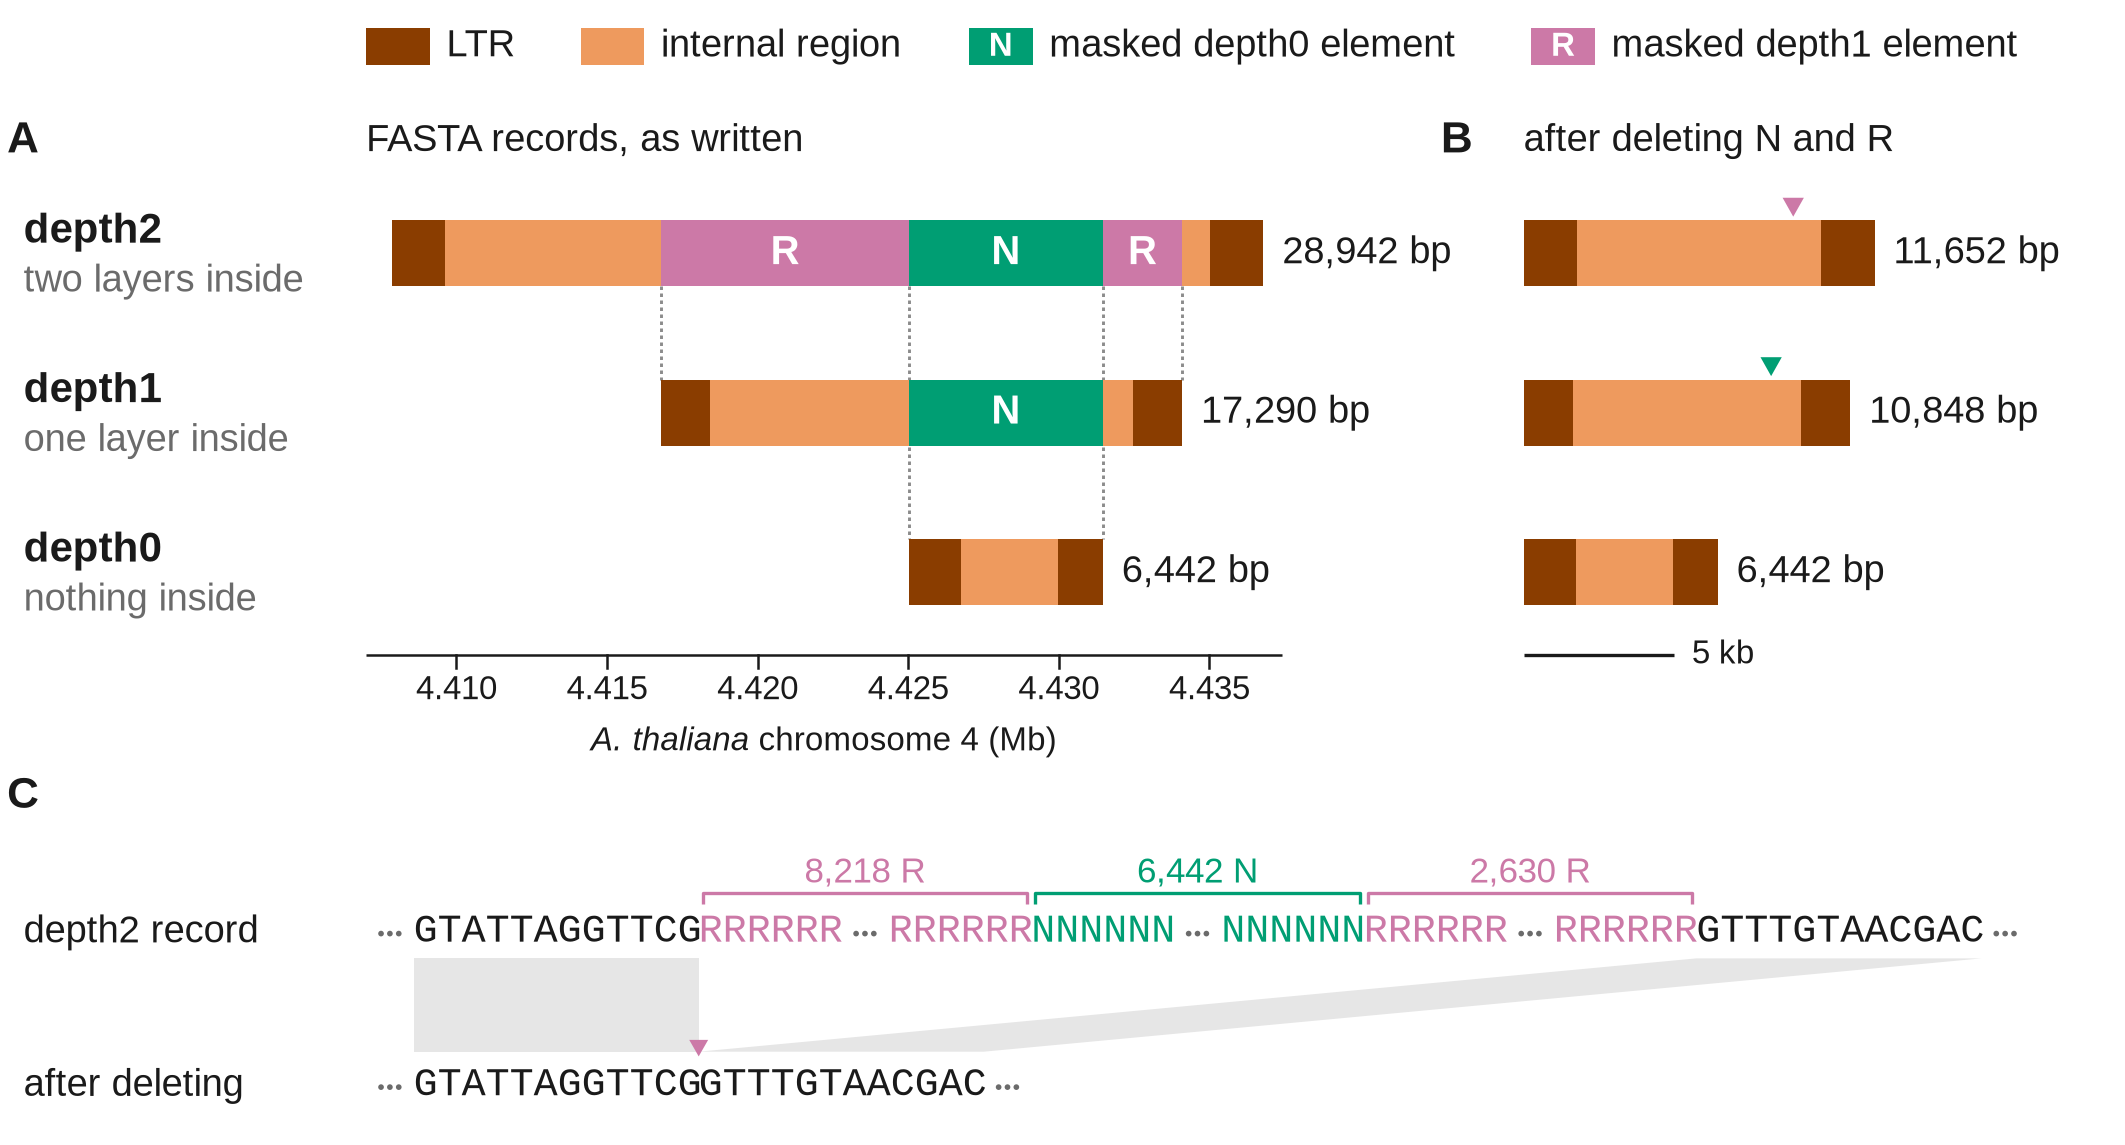 LTR internal region N masked depth0 element R masked depth1 element
A FASTA records, as written B after deleting N and R
depth2
two layers inside
R N R 28,942 bp 11,652 bp
depth1
one layer inside
N 17,290 bp 10,848 bp
depth0
nothing inside
6,442 bp 6,442 bp
5 kb
4.410 4.415 4.420 4.425 4.430 4.435
A. thaliana chromosome 4 (Mb)
C
8,218 R 6,442 N 2,630 R
depth2 record ··· GTATTAGGTTCGRRRRRR ··· RRRRRRNNNNNN ··· NNNNNNRRRRRR ··· RRRRRRGTTTGTAACGAC ···
after deleting ··· GTATTAGGTTCGGTTTGTAACGAC ···